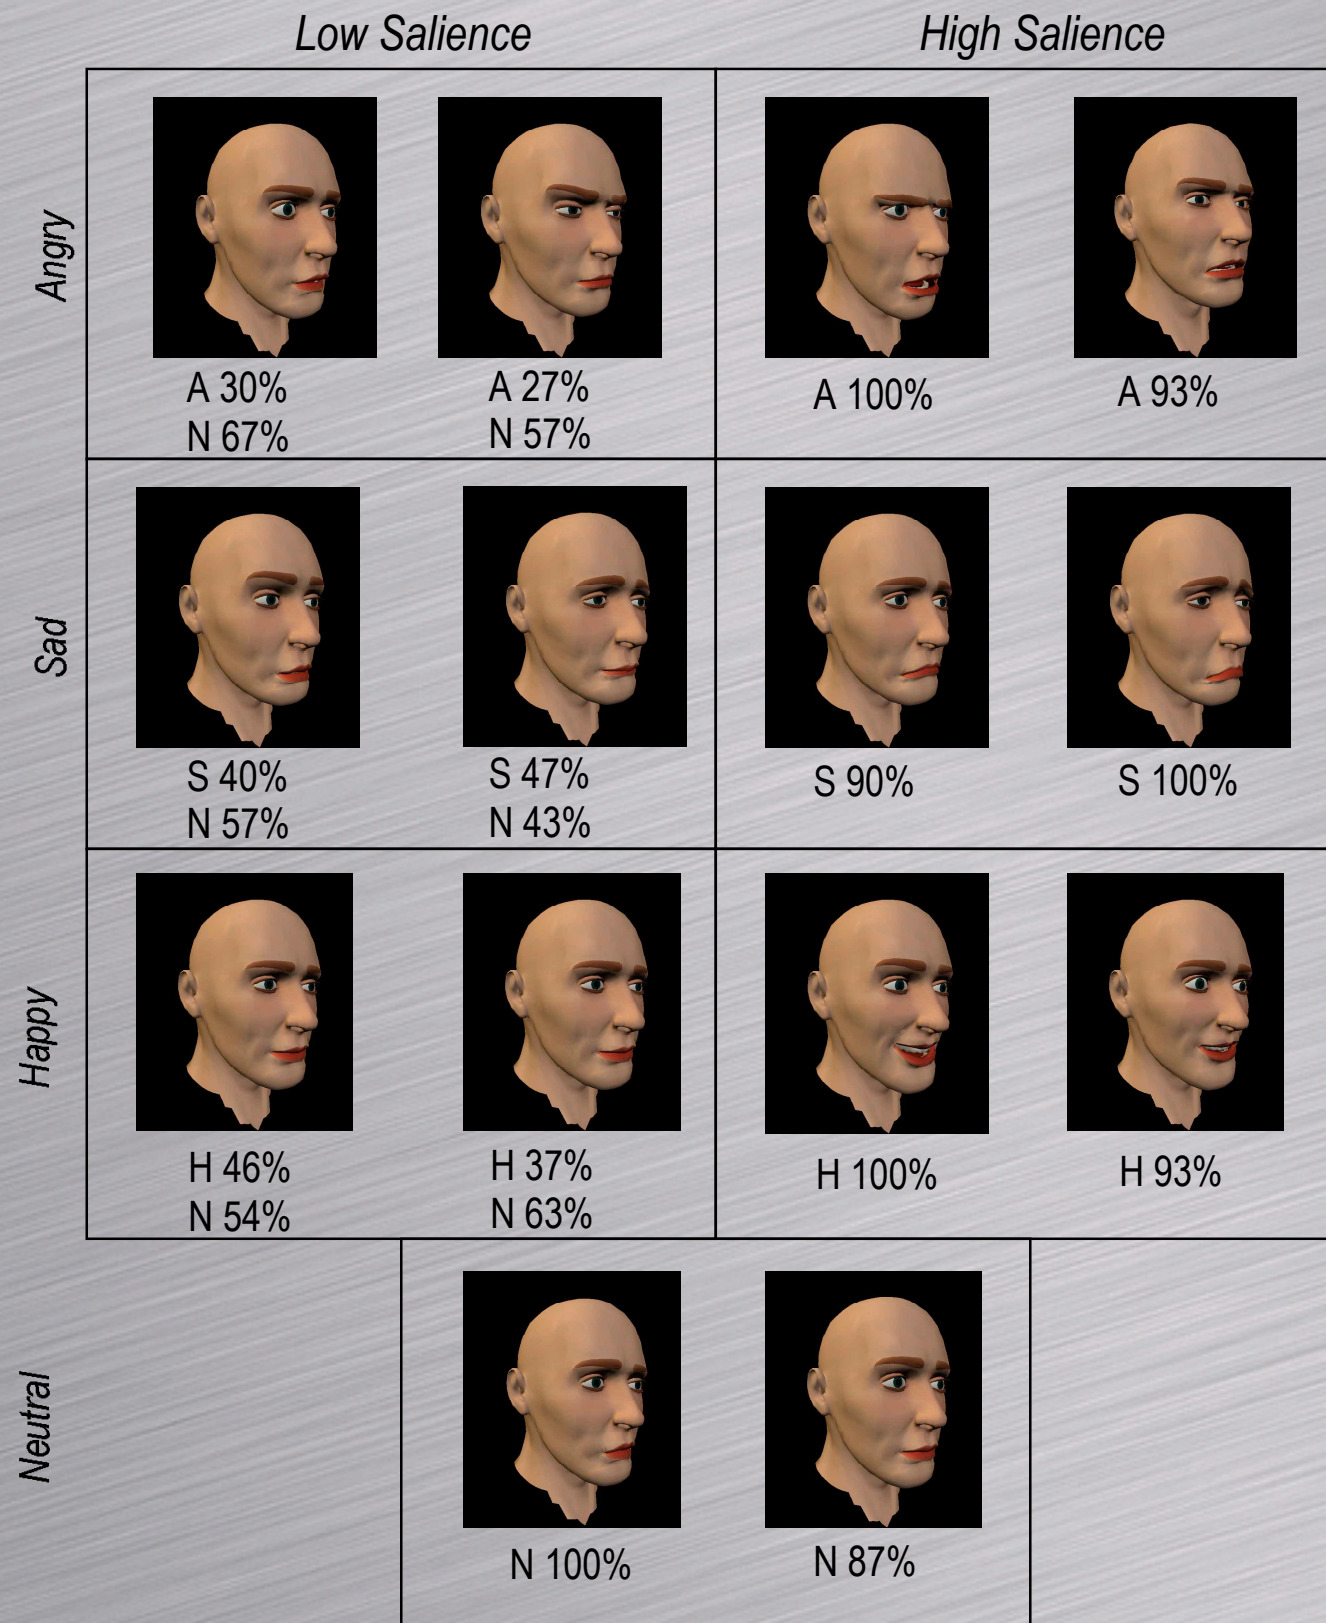 Low Salience
High Salience
Angry
A 30%
N 67%
A 27%
N 57%
A 100%
A 93%
Sad
S 40%
N 57%
S 47%
N 43%
S 90%
S 100%
Happy
H 46%
N 54%
H 37%
N 63%
H 100%
H 93%
Neutral
N 100%
N 87%